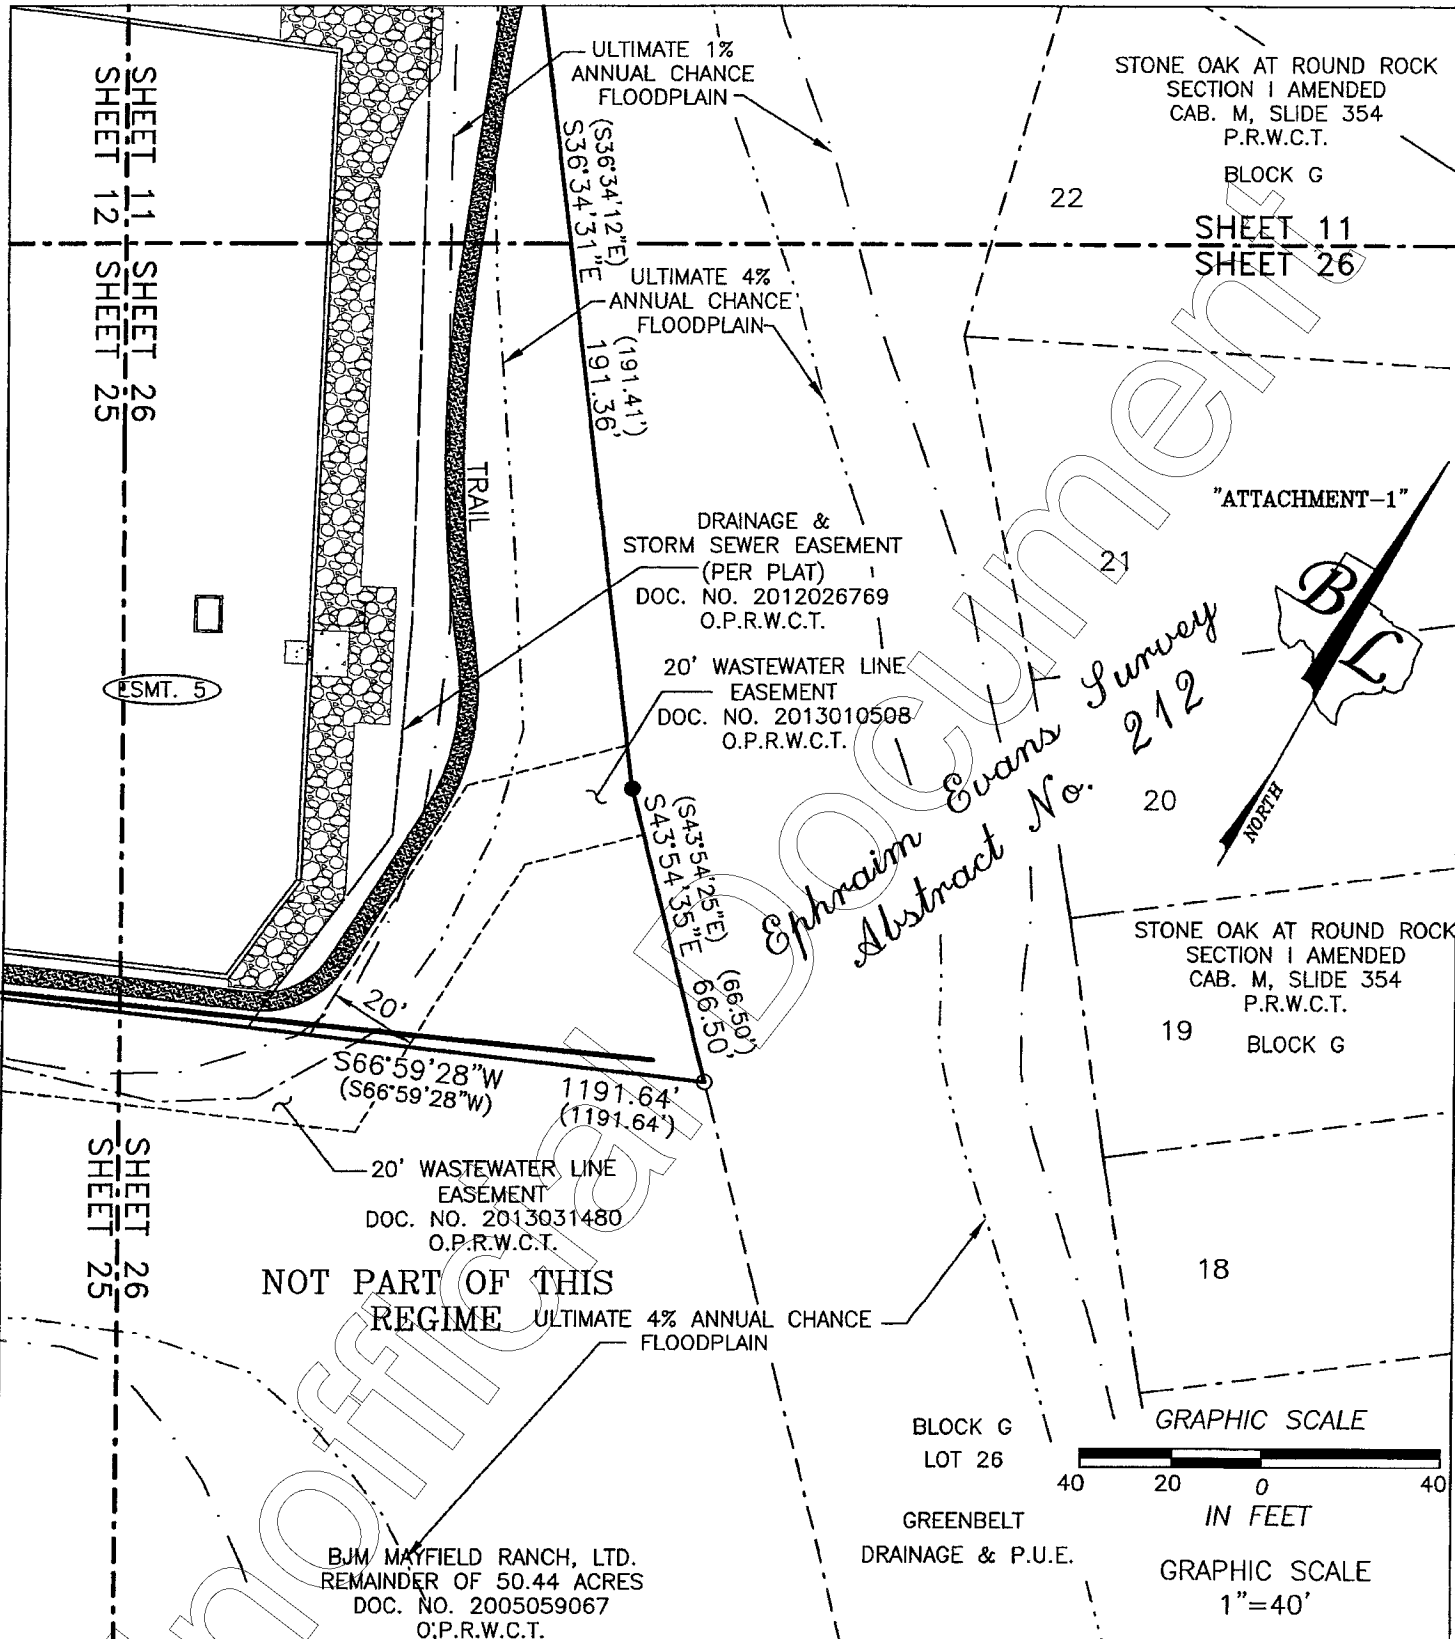 ULTIMATE 1%
ANNUAL CHANCE
FLOODPLAIN
STONE OAK AT ROUND ROCK
SECTION I AMENDED
CAB. M, SLIDE 354
P.R.W.C.T.
BLOCK G
SHEET 11
SHEET 12
22
SHEET 11
SHEET 26
(S36°34'12"E)
S36°34'31"E
(191.41')
191.36'
SHEET 26
SHEET 25
ULTIMATE 4%
ANNUAL CHANCE
FLOODPLAIN
TRAIL
"ATTACHMENT-1"
DRAINAGE &
STORM SEWER EASEMENT
(PER PLAT)
DOC. NO. 2012026769
O.P.R.W.C.T.
21
B
L
NORTH
20' WASTEWATER LINE
EASEMENT
DOC. NO. 2013010508
O.P.R.W.C.T.
ESMT. 5
Ephraim Evans Survey
Abstract No. 212
20
(S43°54'25"E)
S43°54'35"E
(66.50')
66.50'
STONE OAK AT ROUND ROCK
SECTION I AMENDED
CAB. M, SLIDE 354
P.R.W.C.T.
BLOCK G
19
20'
S66°59'28"W
(S66°59'28"W)
1191.64'
(1191.64')
SHEET 26
SHEET 25
20' WASTEWATER LINE
EASEMENT
DOC. NO. 2013031480
O.P.R.W.C.T.
18
NOT PART OF THIS
REGIME
ULTIMATE 4% ANNUAL CHANCE
FLOODPLAIN
BLOCK G
LOT 26
GREENBELT
DRAINAGE & P.U.E.
GRAPHIC SCALE
40 20 0 40
IN FEET
GRAPHIC SCALE
1"=40'
BJM MAYFIELD RANCH, LTD.
REMAINDER OF 50.44 ACRES
DOC. NO. 2005059067
O.P.R.W.C.T.
nofficial Document